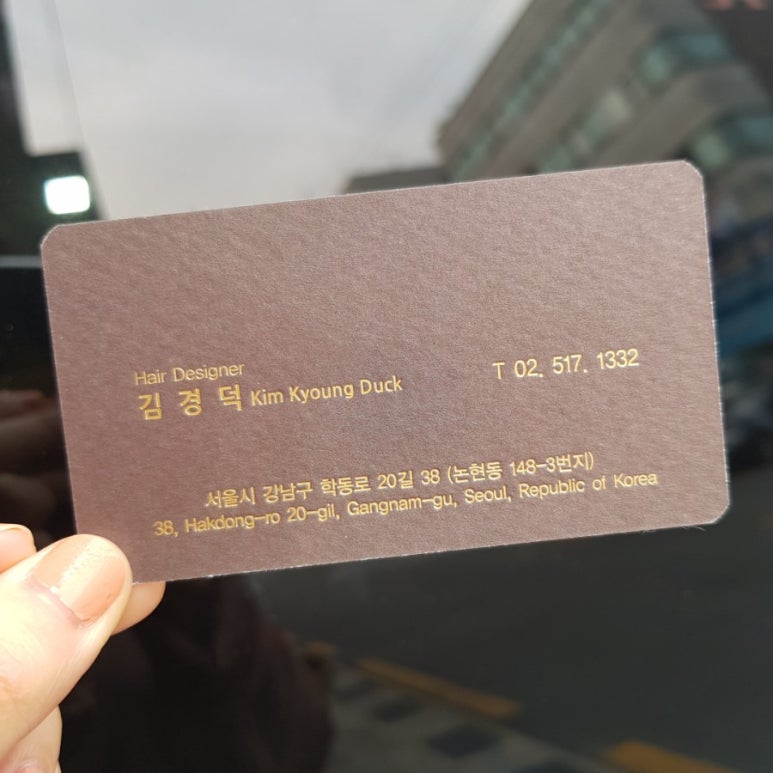 Hair Designer
김 경 덕 Kim Kyoung Duck
T 02. 517. 1332
서울시 강남구 학동로 20길 38 (논현동 148-3번지)
38, Hakdong-ro 20-gil, Gangnam-gu, Seoul, Republic of Korea